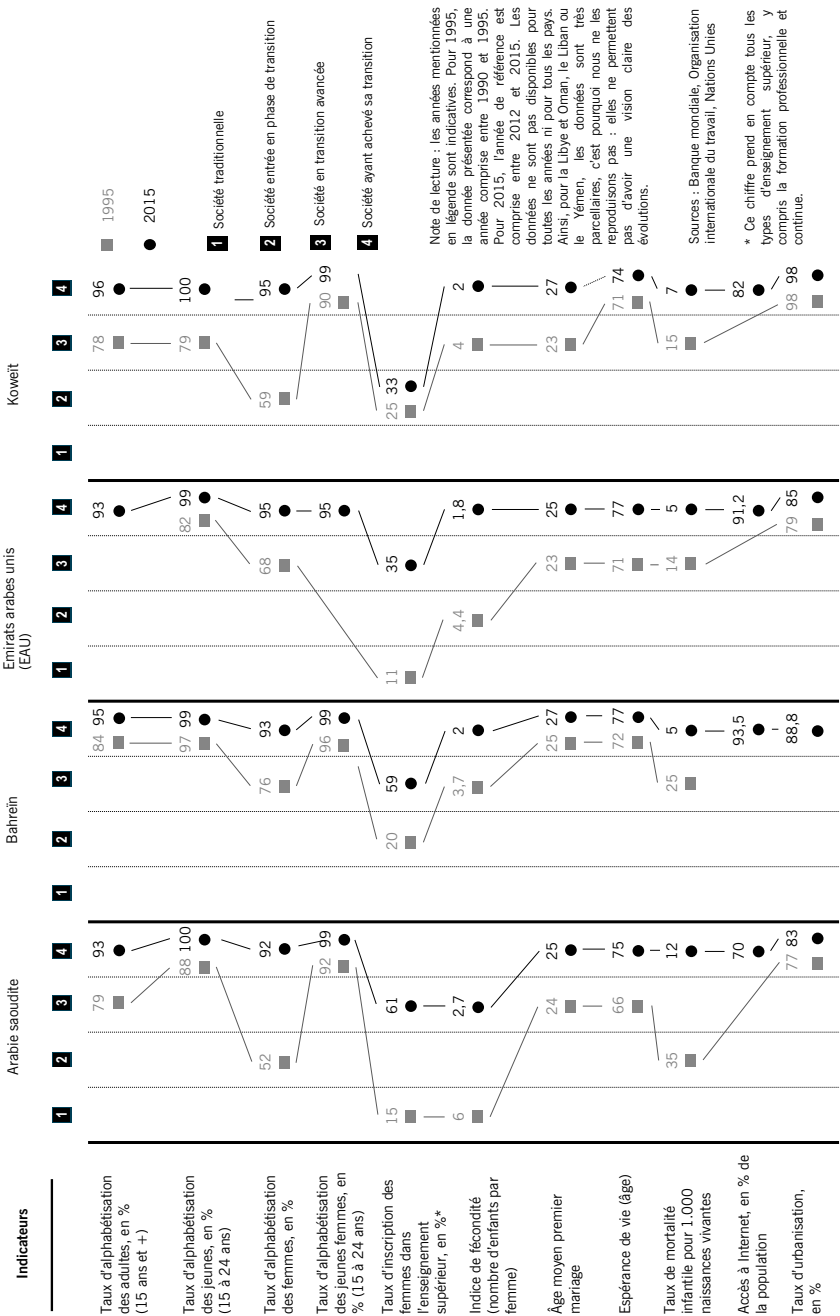 Indicateurs
Arabie saoudite
Bahreïn
Emirats arabes unis
(EAU)
Koweït
1 2 3 4
1 2 3 4
1 2 3 4
1 2 3 4
Taux d'alphabétisation
des adultes, en %
(15 ans et +)
79 93
84 95
93
78 96
Taux d'alphabétisation
des jeunes, en %
(15 à 24 ans)
88 100
97 99
82 99
79 100
Taux d'alphabétisation
des femmes, en %
52 92
76 93
68 95
59 95
Taux d'alphabétisation
des jeunes femmes, en
% (15 à 24 ans)
92 99
96 99
95
90 99
Taux d'inscription des
femmes dans
l'enseignement
supérieur, en %*
15 61
20 59
11 35
25 33
Indice de fécondité
(nombre d'enfants par
femme)
6 2,7
3,7 2
4,4 1,8
4 2
Âge moyen premier
mariage
24 25
25 27
23 25
23 27
Espérance de vie (âge)
66 75
72 77
71 77
71 74
Taux de mortalité
infantile pour 1.000
naissances vivantes
35 12
25 5
14 5
15 7
Accès à Internet, en % de
la population
70
93,5
91,2
82
Taux d'urbanisation,
en %
77 83
88,8
79 85
98 98
1995
2015
1 Société traditionnelle
2 Société entrée en phase de transition
3 Société en transition avancée
4 Société ayant achevé sa transition
Note de lecture : les années mentionnées
en légende sont indicatives. Pour 1995,
la donnée présentée correspond à une
année comprise entre 1990 et 1995.
Pour 2015, l'année de référence est
comprise entre 2012 et 2015. Les
données ne sont pas disponibles pour
toutes les années ni pour tous les pays.
Ainsi, pour la Libye et Oman, le Liban ou
le Yémen, les données sont très
parcellaires, c'est pourquoi nous ne les
reproduisons pas : elles ne permettent
pas d'avoir une vision claire des
évolutions.
Sources : Banque mondiale, Organisation
internationale du travail, Nations Unies
* Ce chiffre prend en compte tous les
types d'enseignement supérieur, y
compris la formation professionnelle et
continue.